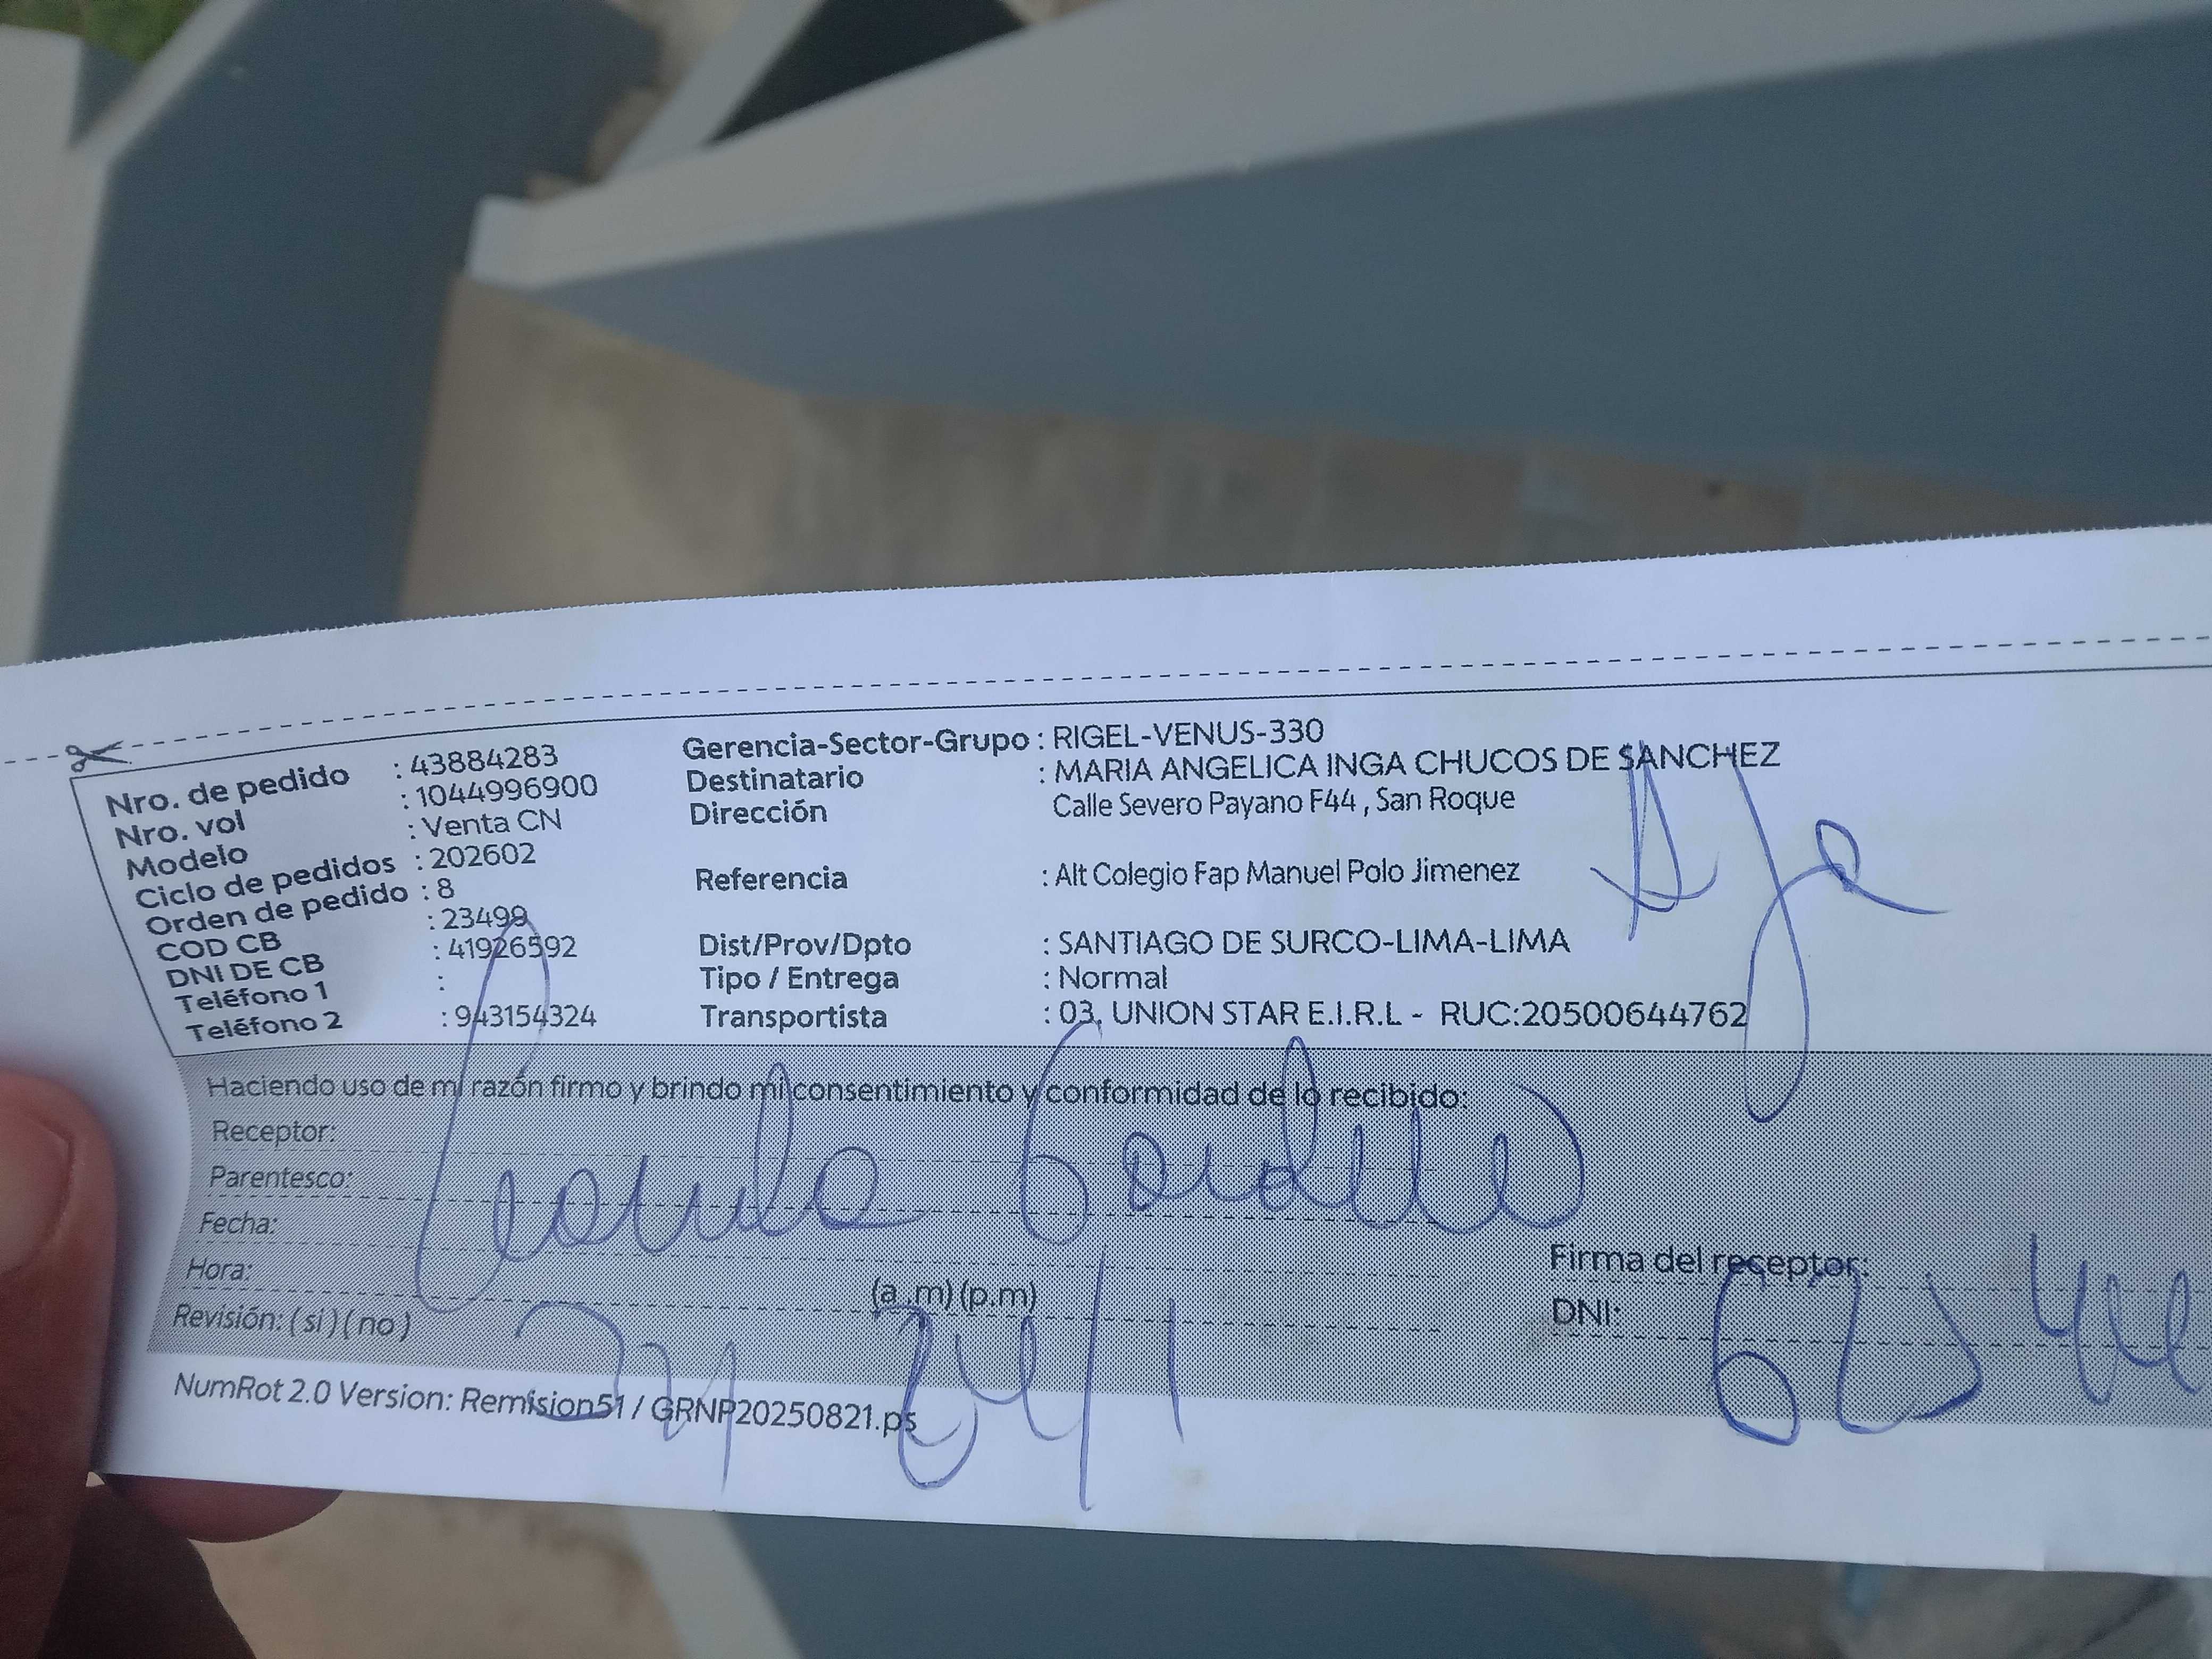 Nro. de pedido : 43884283
Nro. vol : 1044996900
Modelo : Venta CN
Ciclo de pedidos : 202602
Orden de pedido : 8
COD CB : 23499
DNI DE CB : 41926592
Teléfono 1 :
Teléfono 2 : 943154324
Gerencia-Sector-Grupo : RIGEL-VENUS-330
Destinatario : MARIA ANGELICA INGA CHUCOS DE SANCHEZ
Dirección Calle Severo Payano F44 , San Roque
Referencia : Alt Colegio Fap Manuel Polo Jimenez
Dist/Prov/Dpto : SANTIAGO DE SURCO-LIMA-LIMA
Tipo / Entrega : Normal
Transportista : 03. UNION STAR E.I.R.L - RUC:20500644762
Haciendo uso de mi razón firmo y brindo mi consentimiento y conformidad de lo recibido:
Receptor:
Parentesco:
Fecha:
Hora: (a .m) (p.m)
Revisión: ( si ) ( no )
Firma del receptor:
DNI:
NumRot 2.0 Version: Remision51 / GRNP20250821.ps